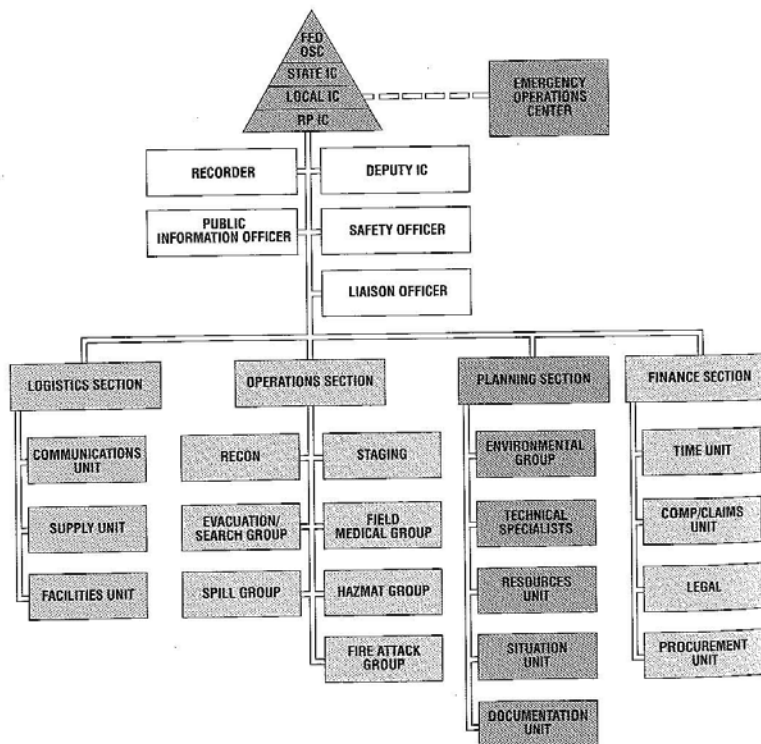 FED
OSC
STATE IC
LOCAL IC
RP IC
EMERGENCY
OPERATIONS
CENTER
RECORDER
DEPUTY IC
PUBLIC
INFORMATION OFFICER
SAFETY OFFICER
LIAISON OFFICER
LOGISTICS SECTION
OPERATIONS SECTION
PLANNING SECTION
FINANCE SECTION
COMMUNICATIONS
UNIT
SUPPLY UNIT
FACILITIES UNIT
RECON
STAGING
EVACUATION/
SEARCH GROUP
FIELD
MEDICAL GROUP
SPILL GROUP
HAZMAT GROUP
FIRE ATTACK
GROUP
ENVIRONMENTAL
GROUP
TECHNICAL
SPECIALISTS
RESOURCES
UNIT
SITUATION
UNIT
DOCUMENTATION
UNIT
TIME UNIT
COMP/CLAIMS
UNIT
LEGAL
PROCUREMENT
UNIT